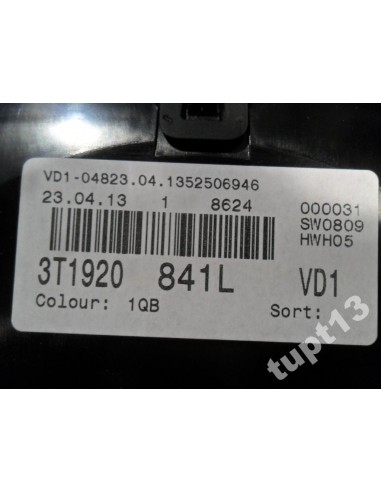 VD1-04823.04.1352506946
23.04.13 1 8624 000031
SW0809
HWH05
3T1920 841L VD1
Colour: 1QB Sort:
tupt13